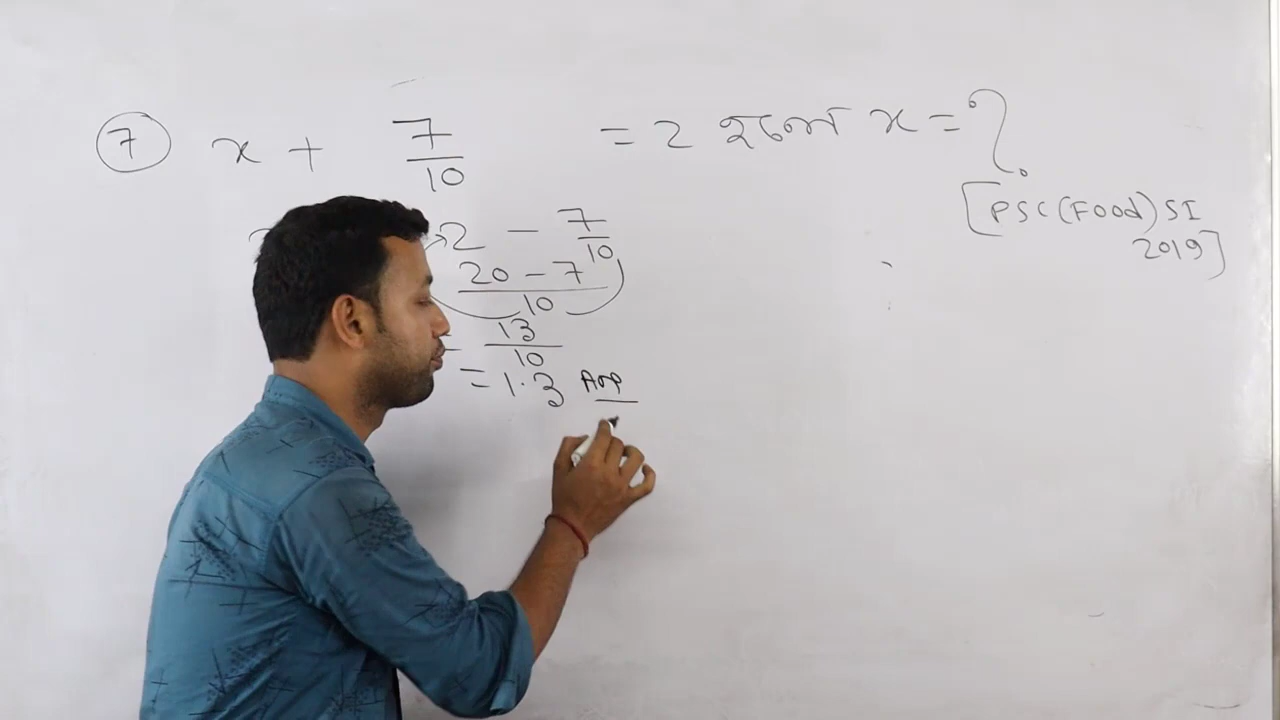 7 x + 7/10 = 2 হলে x = ?
[PSC (Food) SI
2019]
2 - 7/10
20 - 7 / 10
= 13/10
= 1.3 Ans